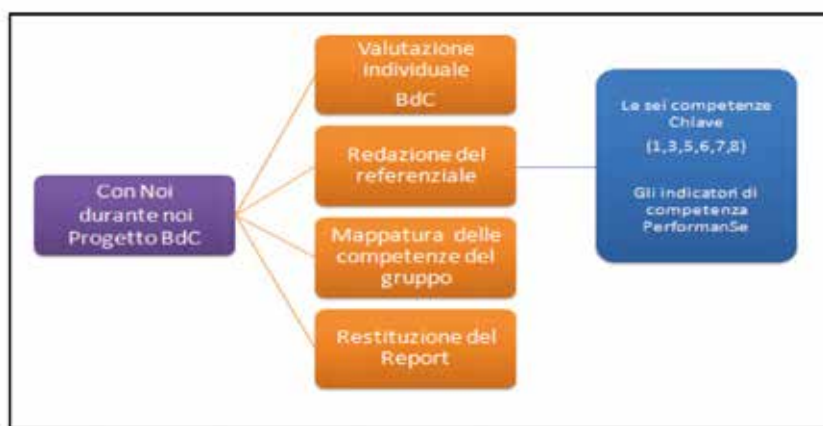 Con Noi
durante noi
Progetto BdC
Valutazione
individuale
BdC
Redazione del
referenziale
Mappatura delle
competenze del
gruppo
Restituzione del
Report
Le sei competenze
Chiave
(1,3,5,6,7,8)
Gli indicatori di
competenza
PerformanSe